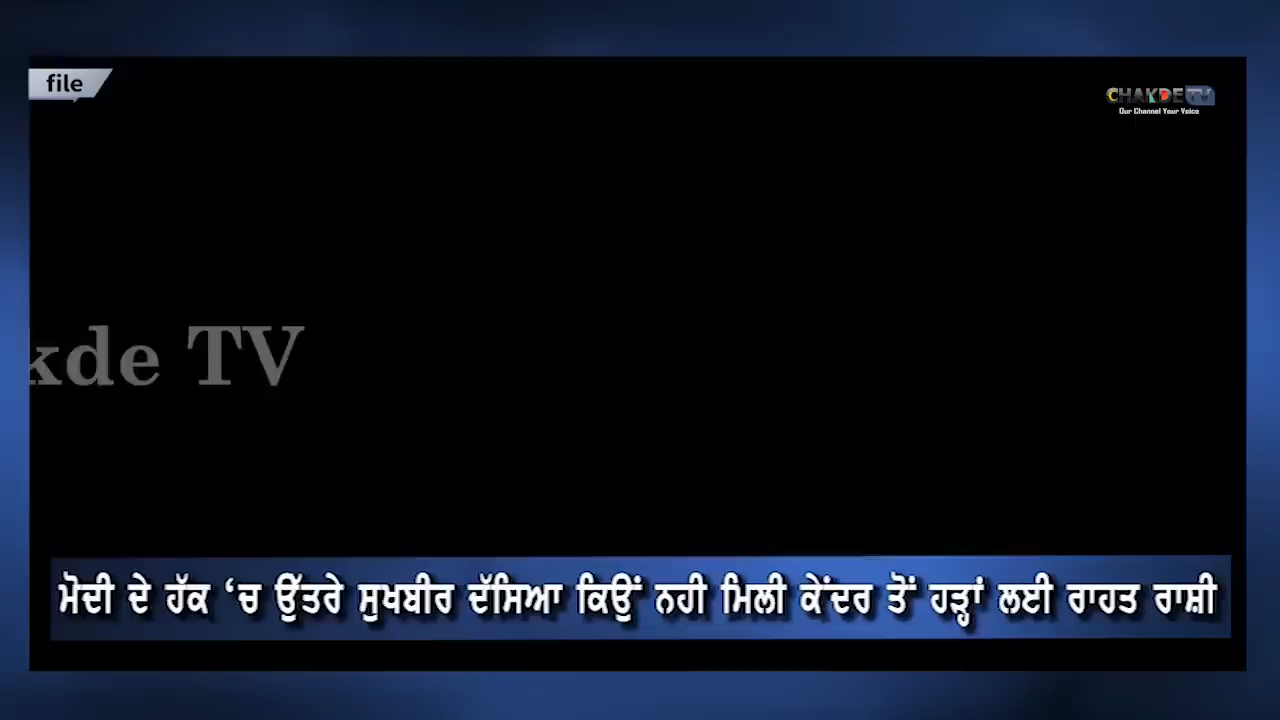 file
CHAKDE TV
Our Channel Your Voice
kde TV
ਮੋਦੀ ਦੇ ਹੱਕ ‘ਚ ਉੱਤਰੇ ਸੁਖਬੀਰ ਦੱਸਿਆ ਕਿਉਂ ਨਹੀ ਮਿਲੀ ਕੇਂਦਰ ਤੋਂ ਹੜ੍ਹਾਂ ਲਈ ਰਾਹਤ ਰਾਸ਼ੀ